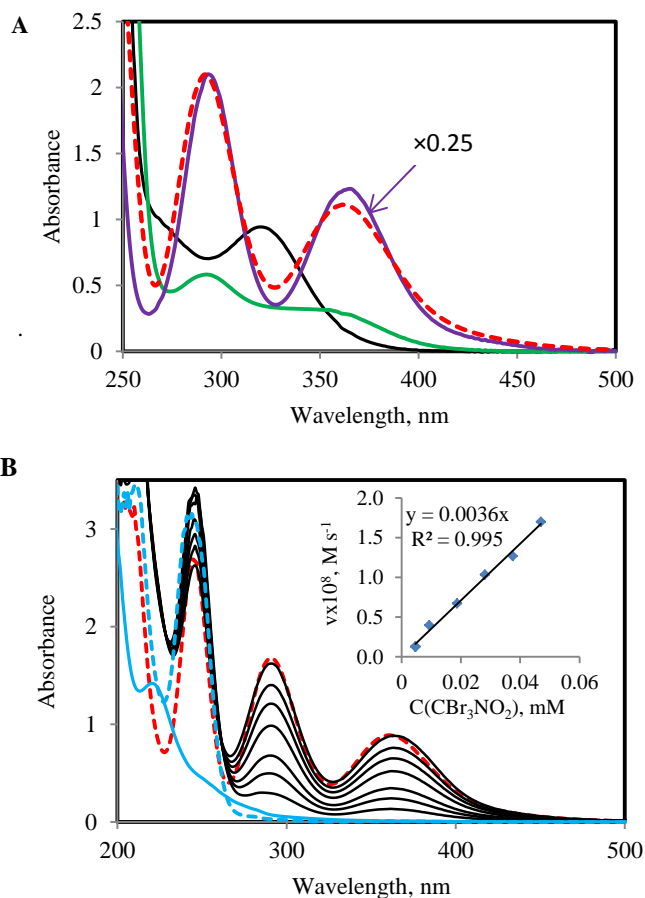 A
2.5
2
1.5
1
0.5
0
Absorbance
×0.25
250 300 350 400 450 500
Wavelength, nm
.
B
3
2
1
0
Absorbance
2.0
1.5
1.0
0.5
0.0
vx10⁸, M s⁻¹
y = 0.0036x
R² = 0.995
0 0.02 0.04 0.06
C(CBr₃NO₂), mM
200 300 400 500
Wavelength, nm